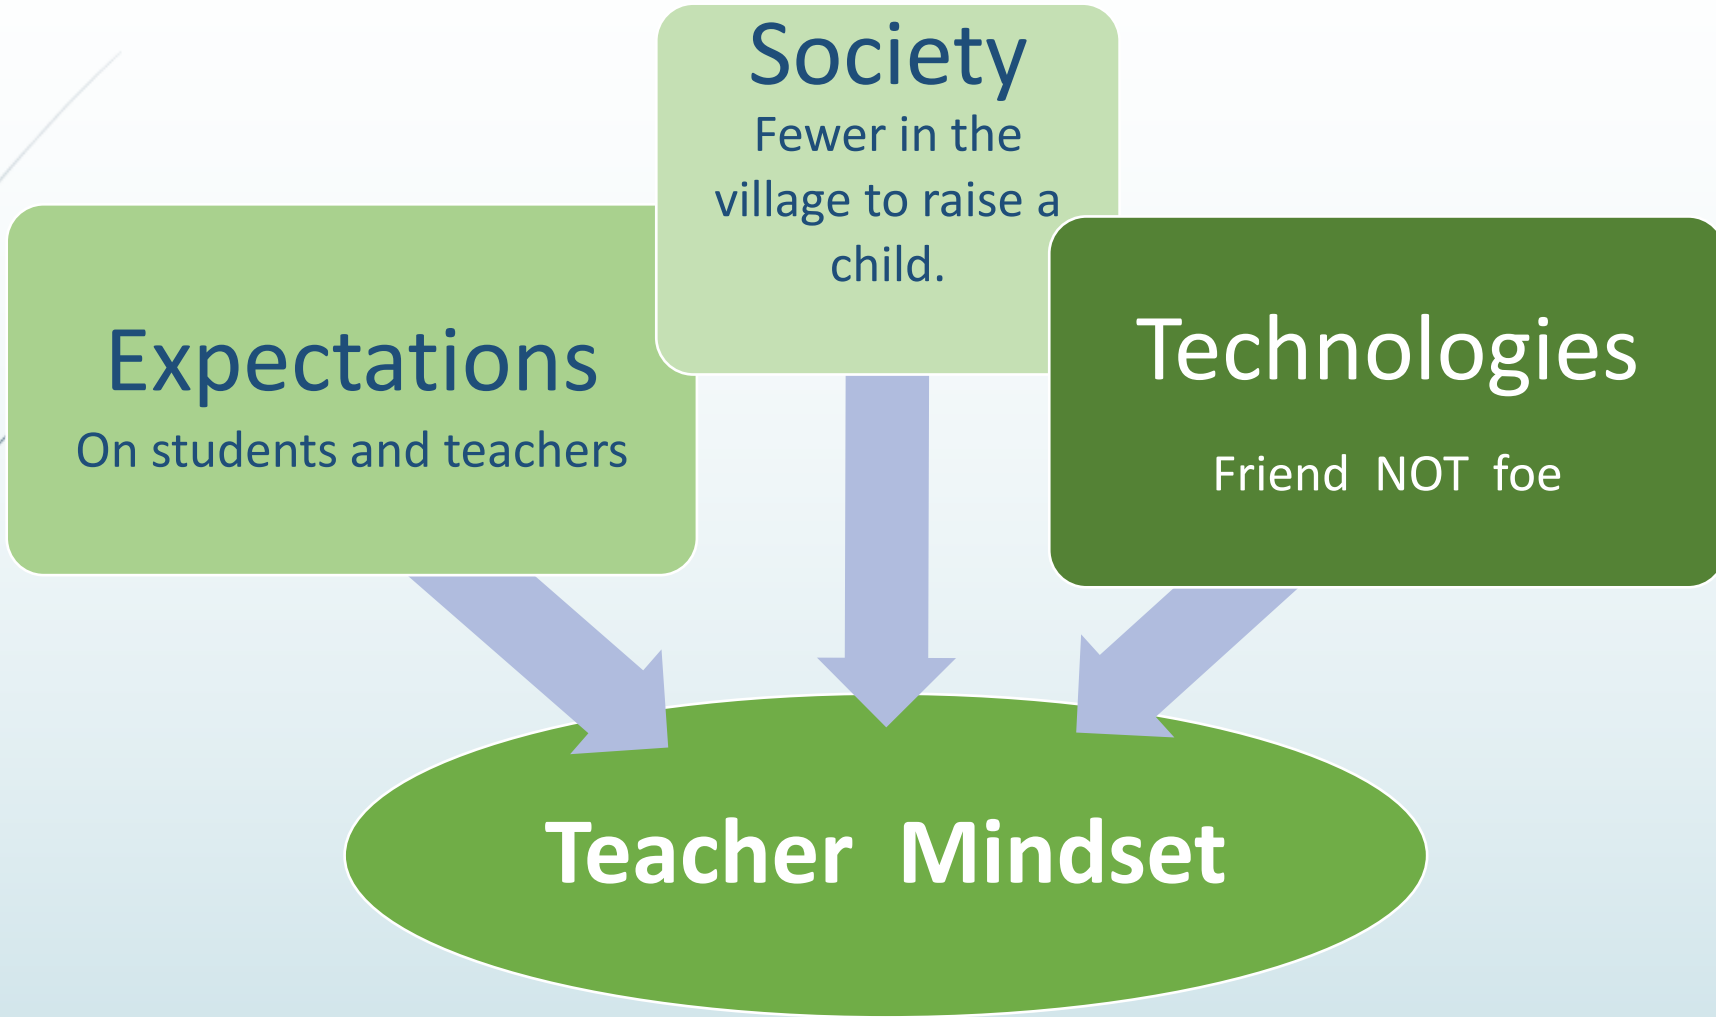 Society
Fewer in the
village to raise a
child.
Expectations
On students and teachers
Technologies
Friend NOT foe
Teacher Mindset